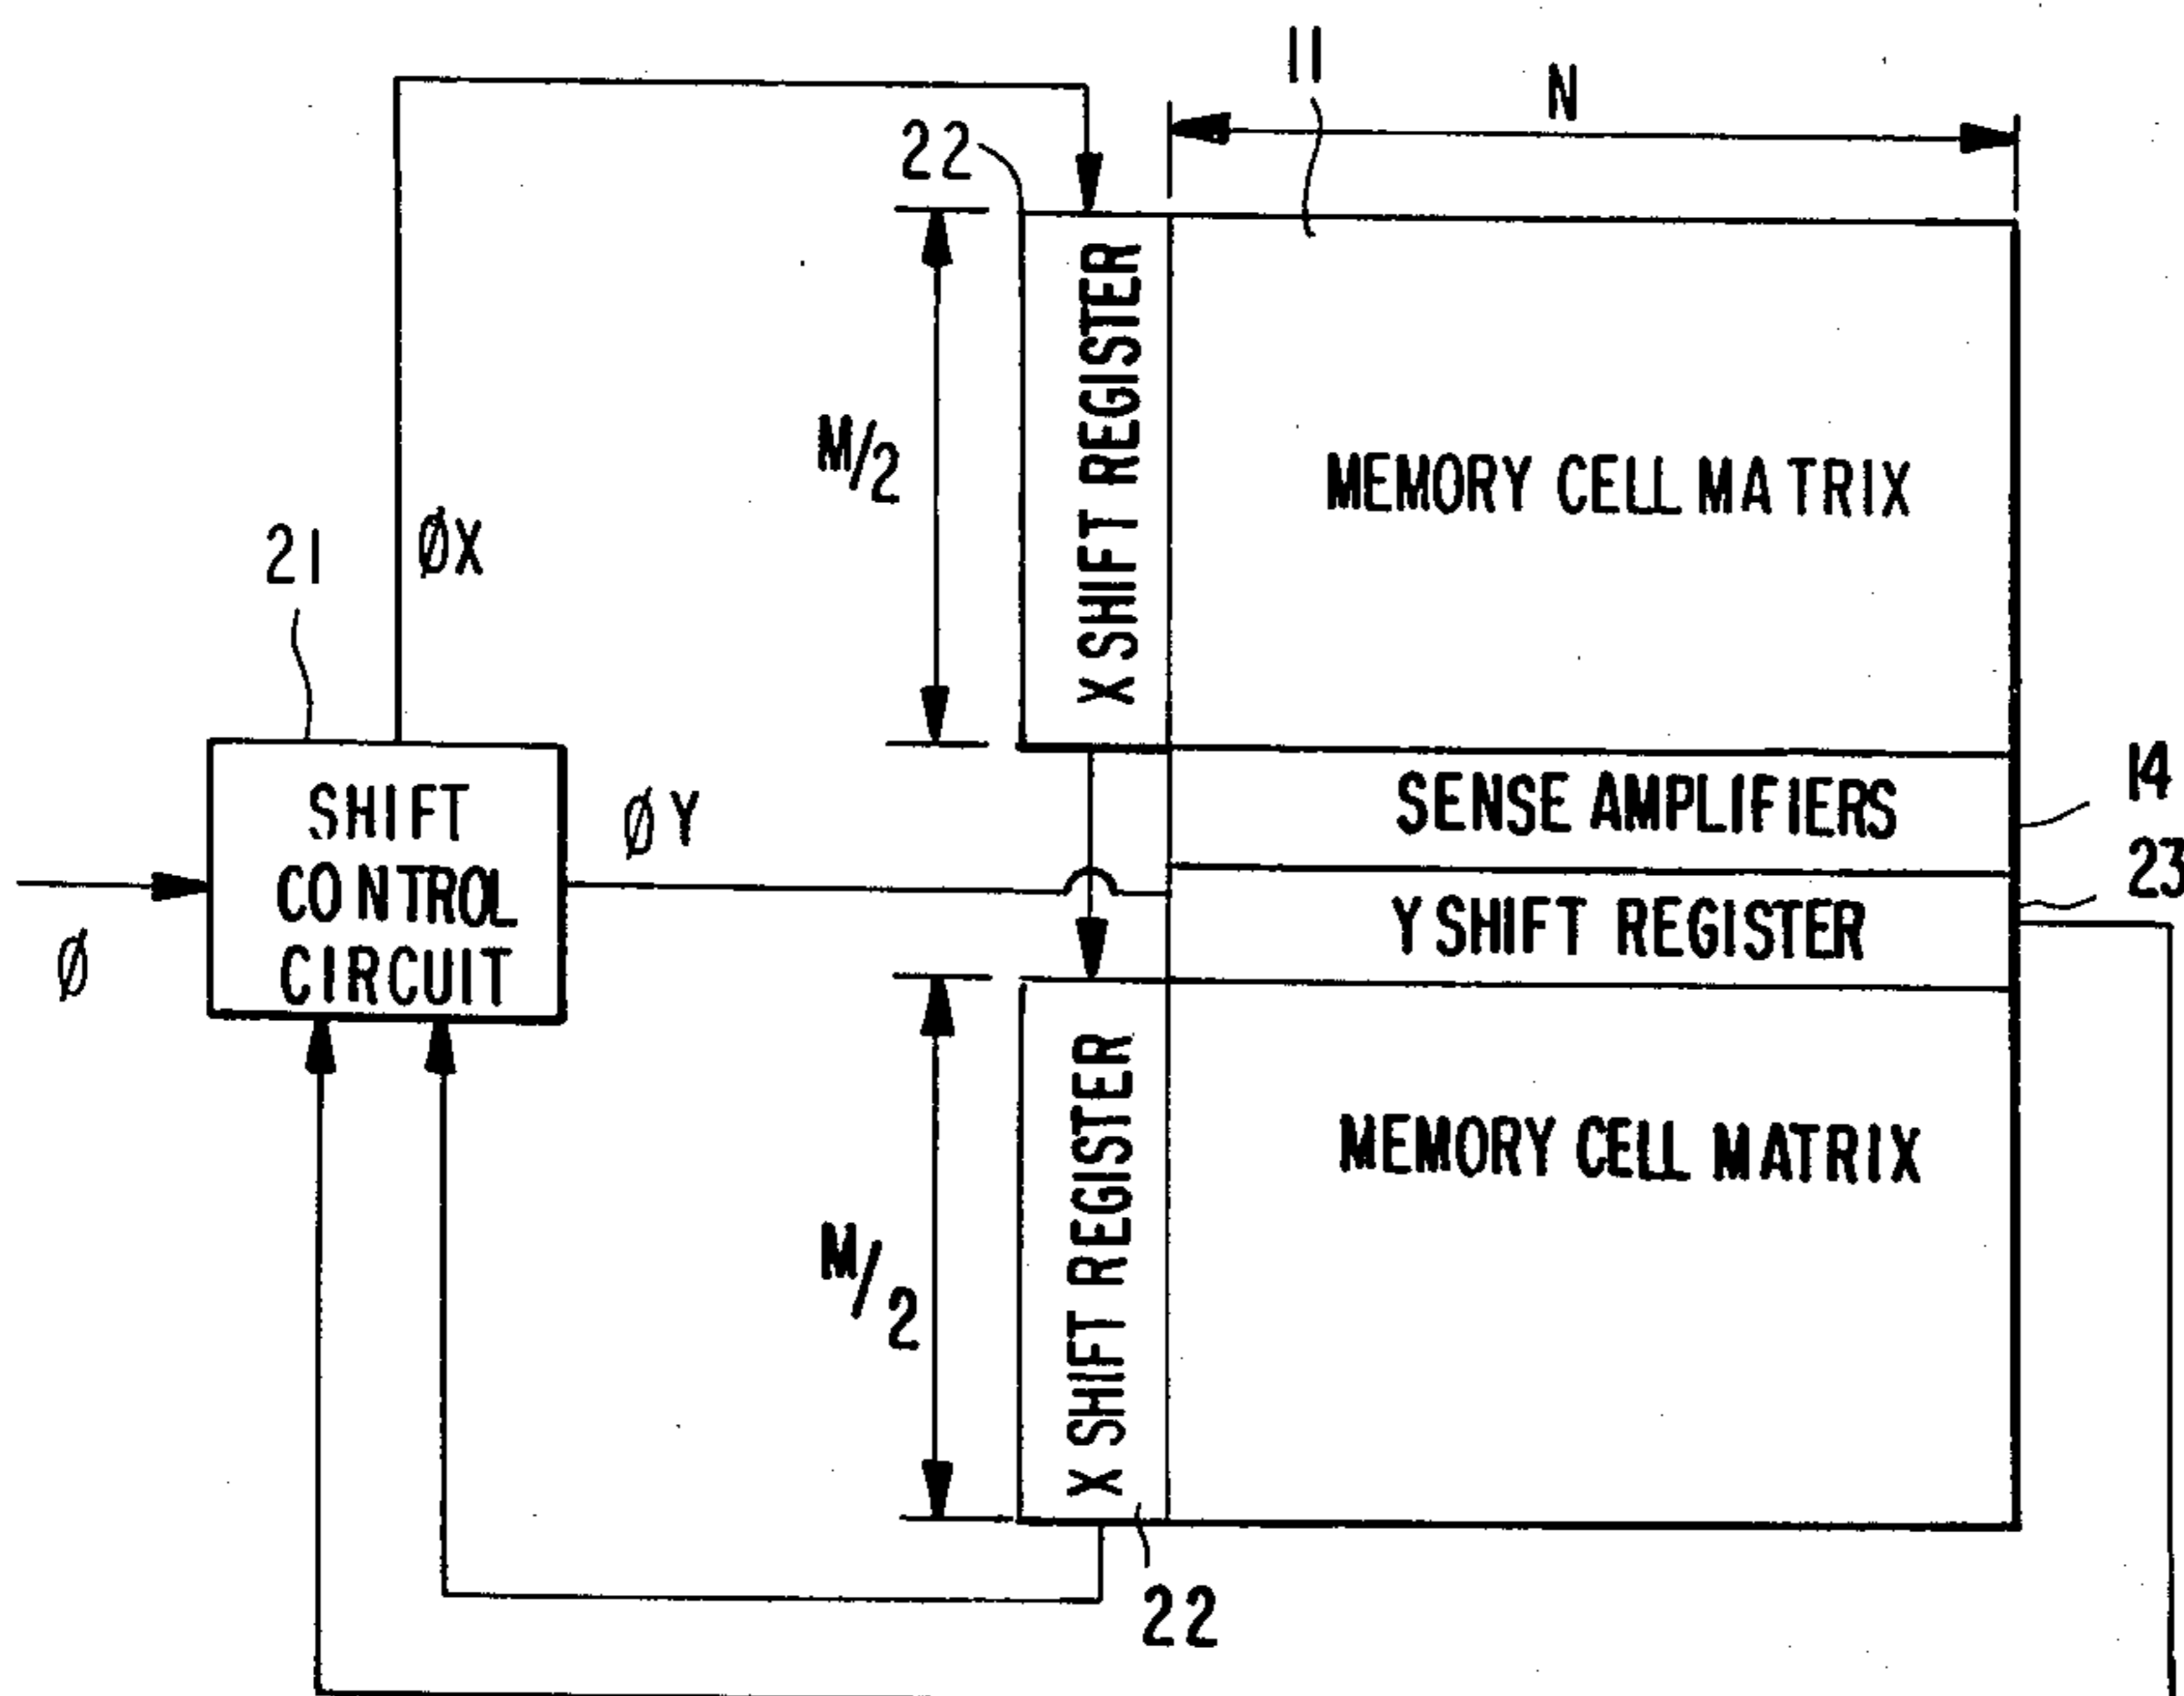 11
N
22
X SHIFT REGISTER
M/2
MEMORY CELL MATRIX
21
ØX
SHIFT
CONTROL
CIRCUIT
ØY
SENSE AMPLIFIERS
14
Y SHIFT REGISTER
23
Ø
X SHIFT REGISTER
M/2
MEMORY CELL MATRIX
22